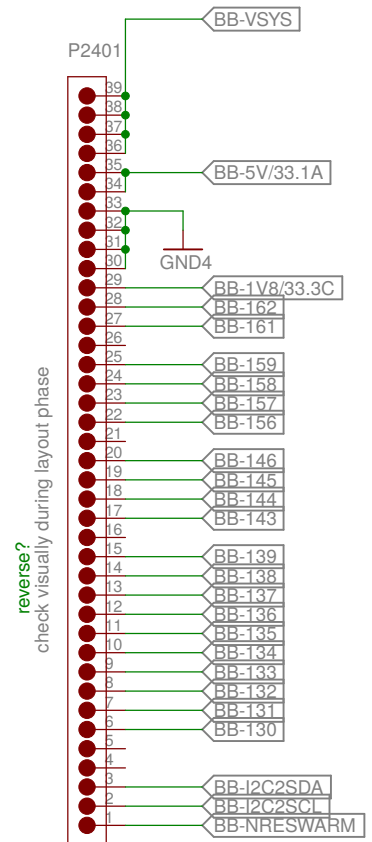 BB-VSYS
P2401
39
38
37
36
35 BB-5V/33.1A
34
33
32
31
GND4
30
29 BB-1V8/33.3C
28 BB-162
27 BB-161
26
25 BB-159
24 BB-158
23 BB-157
22 BB-156
21
20 BB-146
19 BB-145
18 BB-144
17 BB-143
16
15 BB-139
14 BB-138
13 BB-137
12 BB-136
11 BB-135
10 BB-134
9 BB-133
8 BB-132
7 BB-131
6 BB-130
5
4
3 BB-I2C2SDA
2 BB-I2C2SCL
1 BB-NRESWARM
reverse?
check visually during layout phase